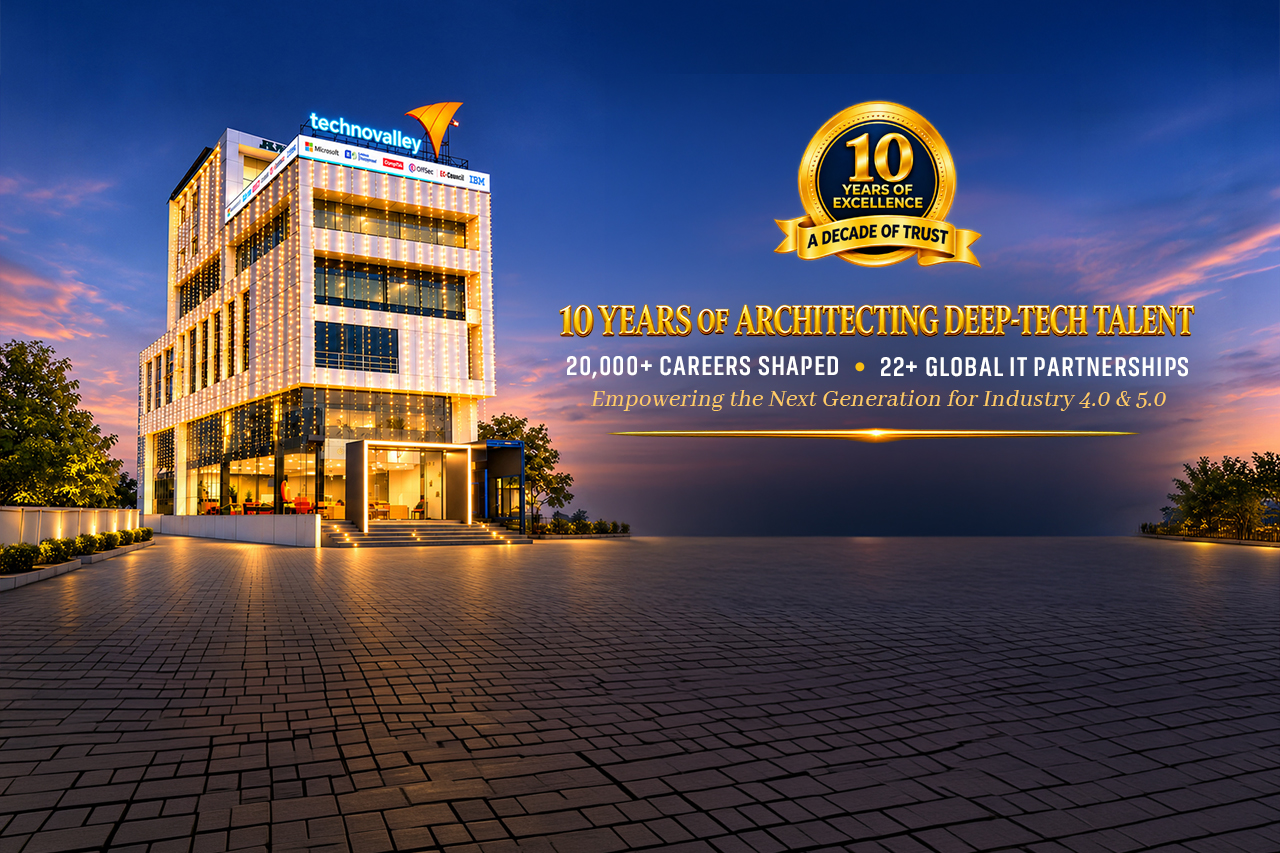 technovalley
Microsoft
CompTIA
OffSec
EC-Council
IBM
10
YEARS OF
EXCELLENCE
A DECADE OF TRUST
10 YEARS OF ARCHITECTING DEEP-TECH TALENT
20,000+ CAREERS SHAPED • 22+ GLOBAL IT PARTNERSHIPS
Empowering the Next Generation for Industry 4.0 & 5.0